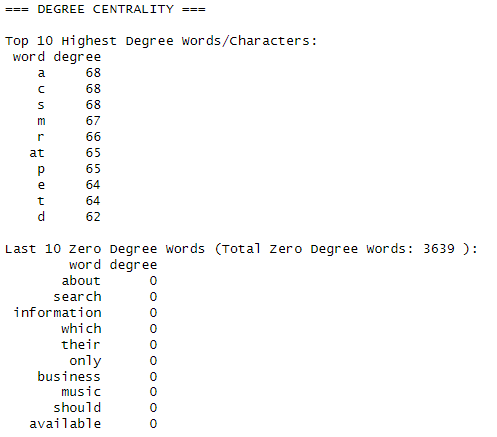 === DEGREE CENTRALITY ===
Top 10 Highest Degree Words/Characters:
word degree
a 68
c 68
s 68
m 67
r 66
at 65
p 65
e 64
t 64
d 62
Last 10 Zero Degree Words (Total Zero Degree Words: 3639 ):
word degree
about 0
search 0
information 0
which 0
their 0
only 0
business 0
music 0
should 0
available 0